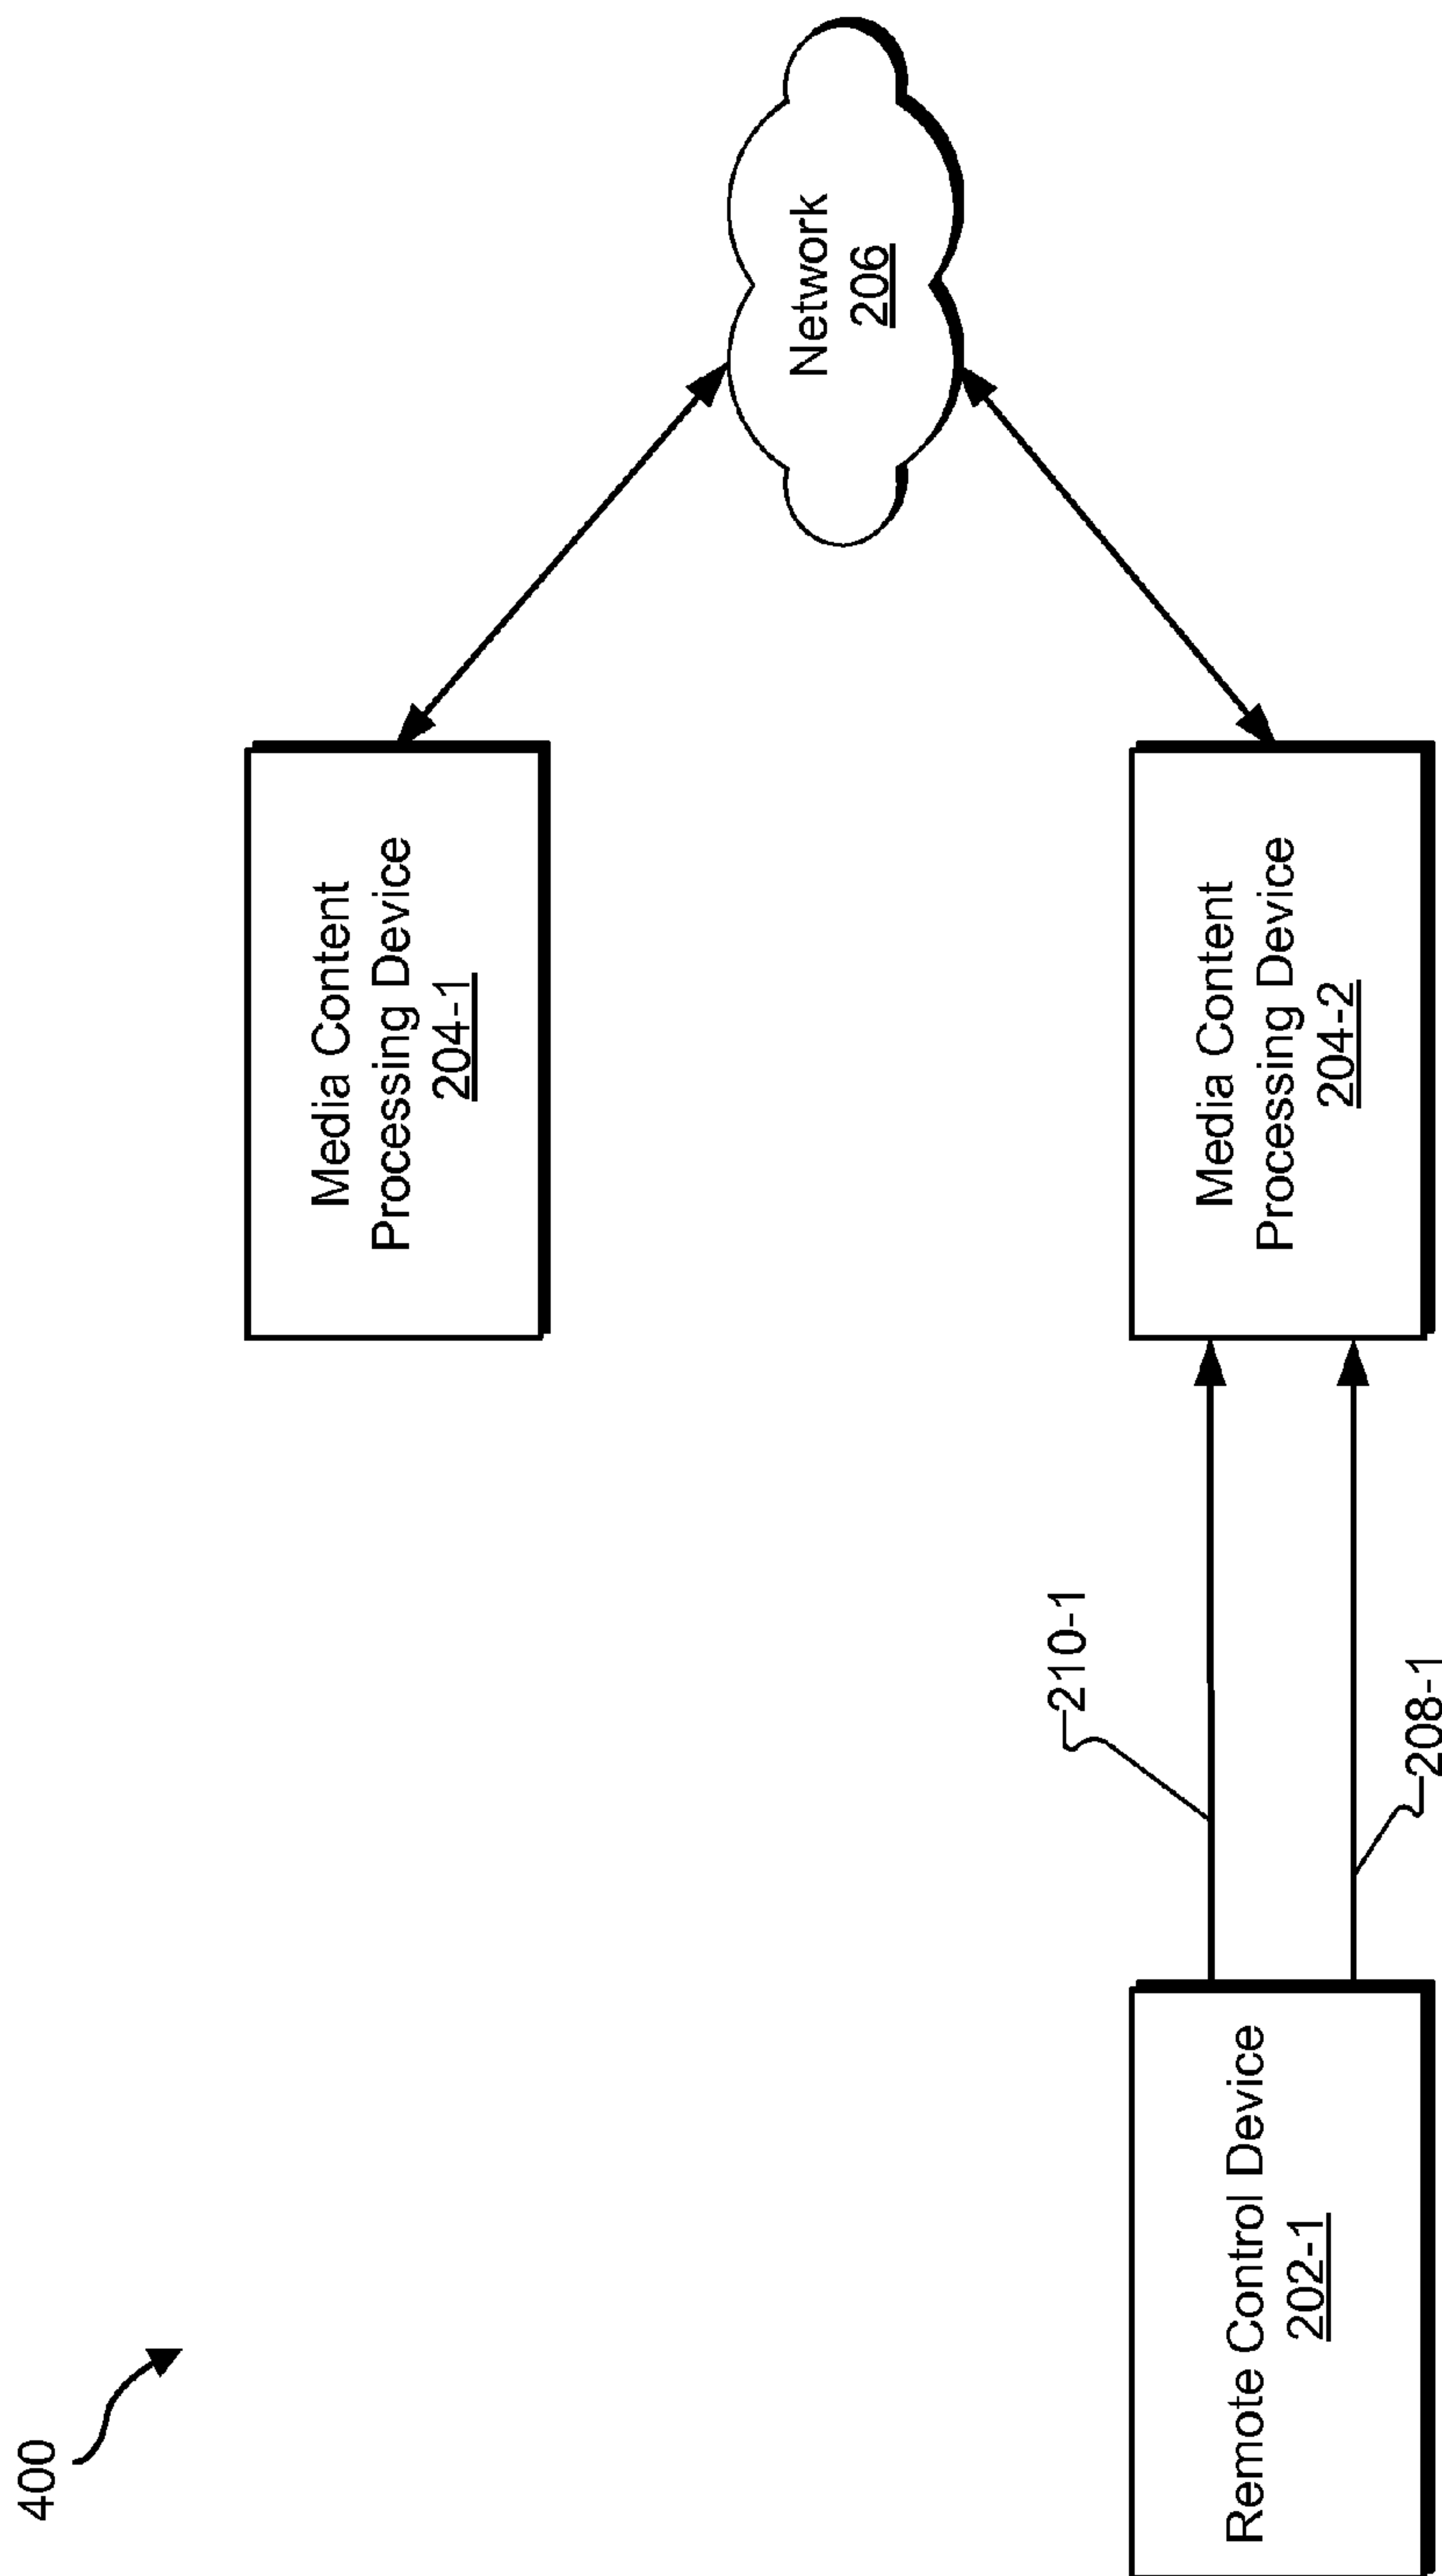 400
Media Content
Processing Device
204-1
Network
206
210-1
Remote Control Device
202-1
208-1
Media Content
Processing Device
204-2